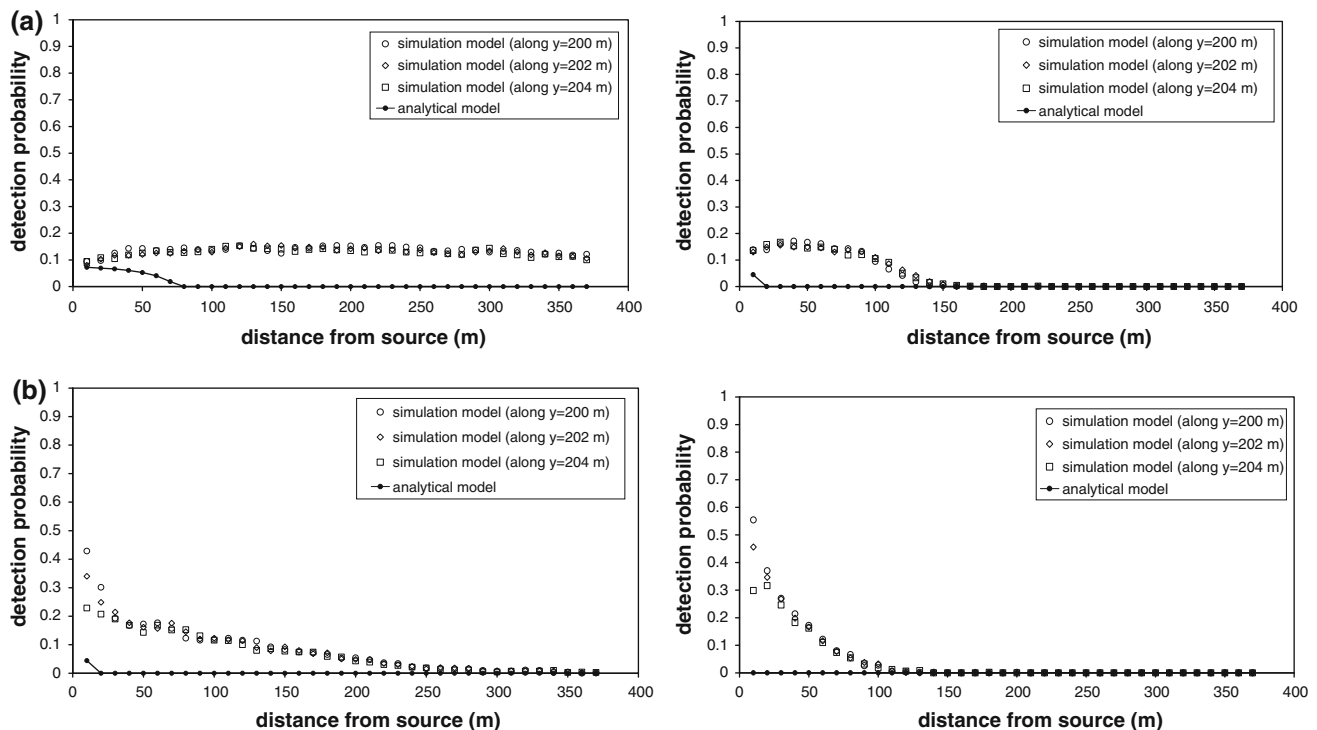 (a)
1
0.9
0.8
0.7
0.6
0.5
0.4
0.3
0.2
0.1
0
detection probability
simulation model (along y=200 m)
simulation model (along y=202 m)
simulation model (along y=204 m)
analytical model
0 50 100 150 200 250 300 350 400
distance from source (m)
1
0.9
0.8
0.7
0.6
0.5
0.4
0.3
0.2
0.1
0
detection probability
simulation model (along y=200 m)
simulation model (along y=202 m)
simulation model (along y=204 m)
analytical model
0 50 100 150 200 250 300 350 400
distance from source (m)
(b)
1
0.9
0.8
0.7
0.6
0.5
0.4
0.3
0.2
0.1
0
detection probability
simulation model (along y=200 m)
simulation model (along y=202 m)
simulation model (along y=204 m)
analytical model
0 50 100 150 200 250 300 350 400
distance from source (m)
1
0.9
0.8
0.7
0.6
0.5
0.4
0.3
0.2
0.1
0
detection probability
simulation model (along y=200 m)
simulation model (along y=202 m)
simulation model (along y=204 m)
analytical model
0 50 100 150 200 250 300 350 400
distance from source (m)